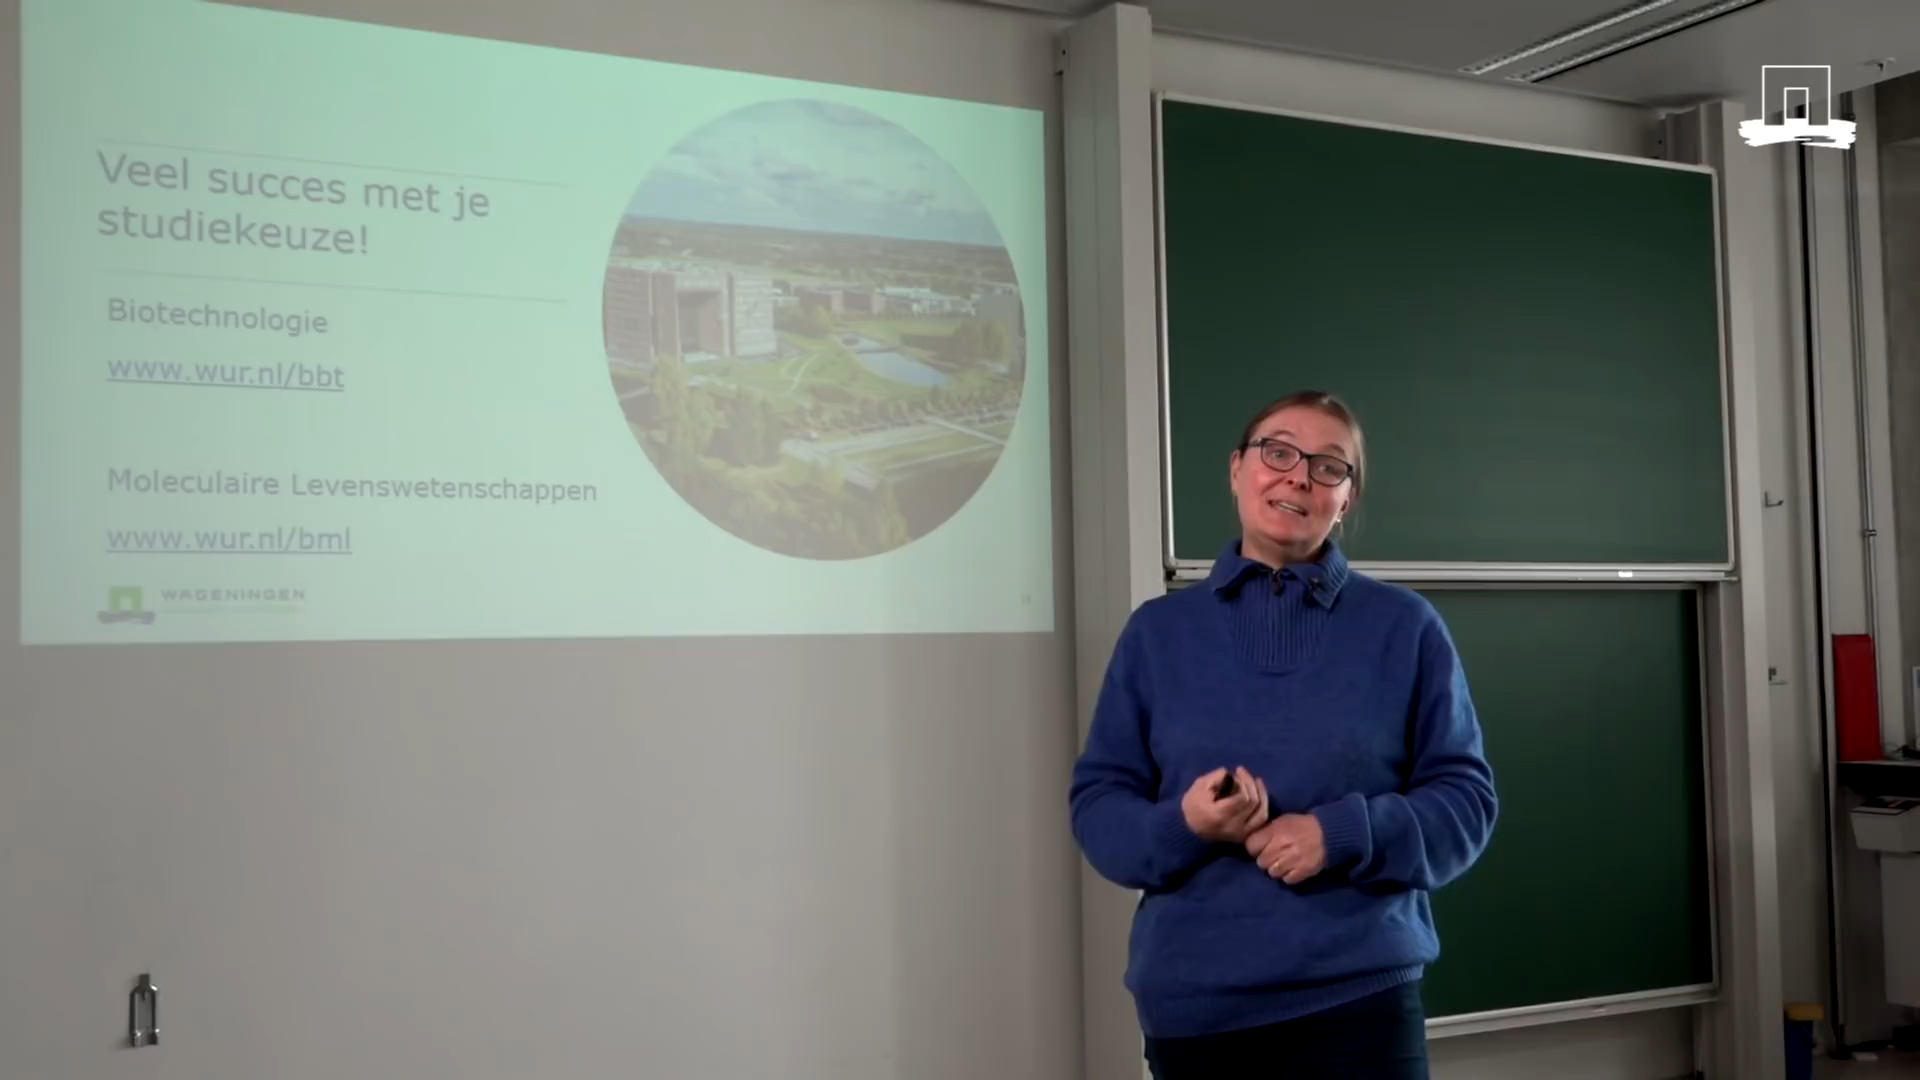 Veel succes met je
studiekeuze!
Biotechnologie
www.wur.nl/bbt
Moleculaire Levenswetenschappen
www.wur.nl/bml
WAGENINGEN